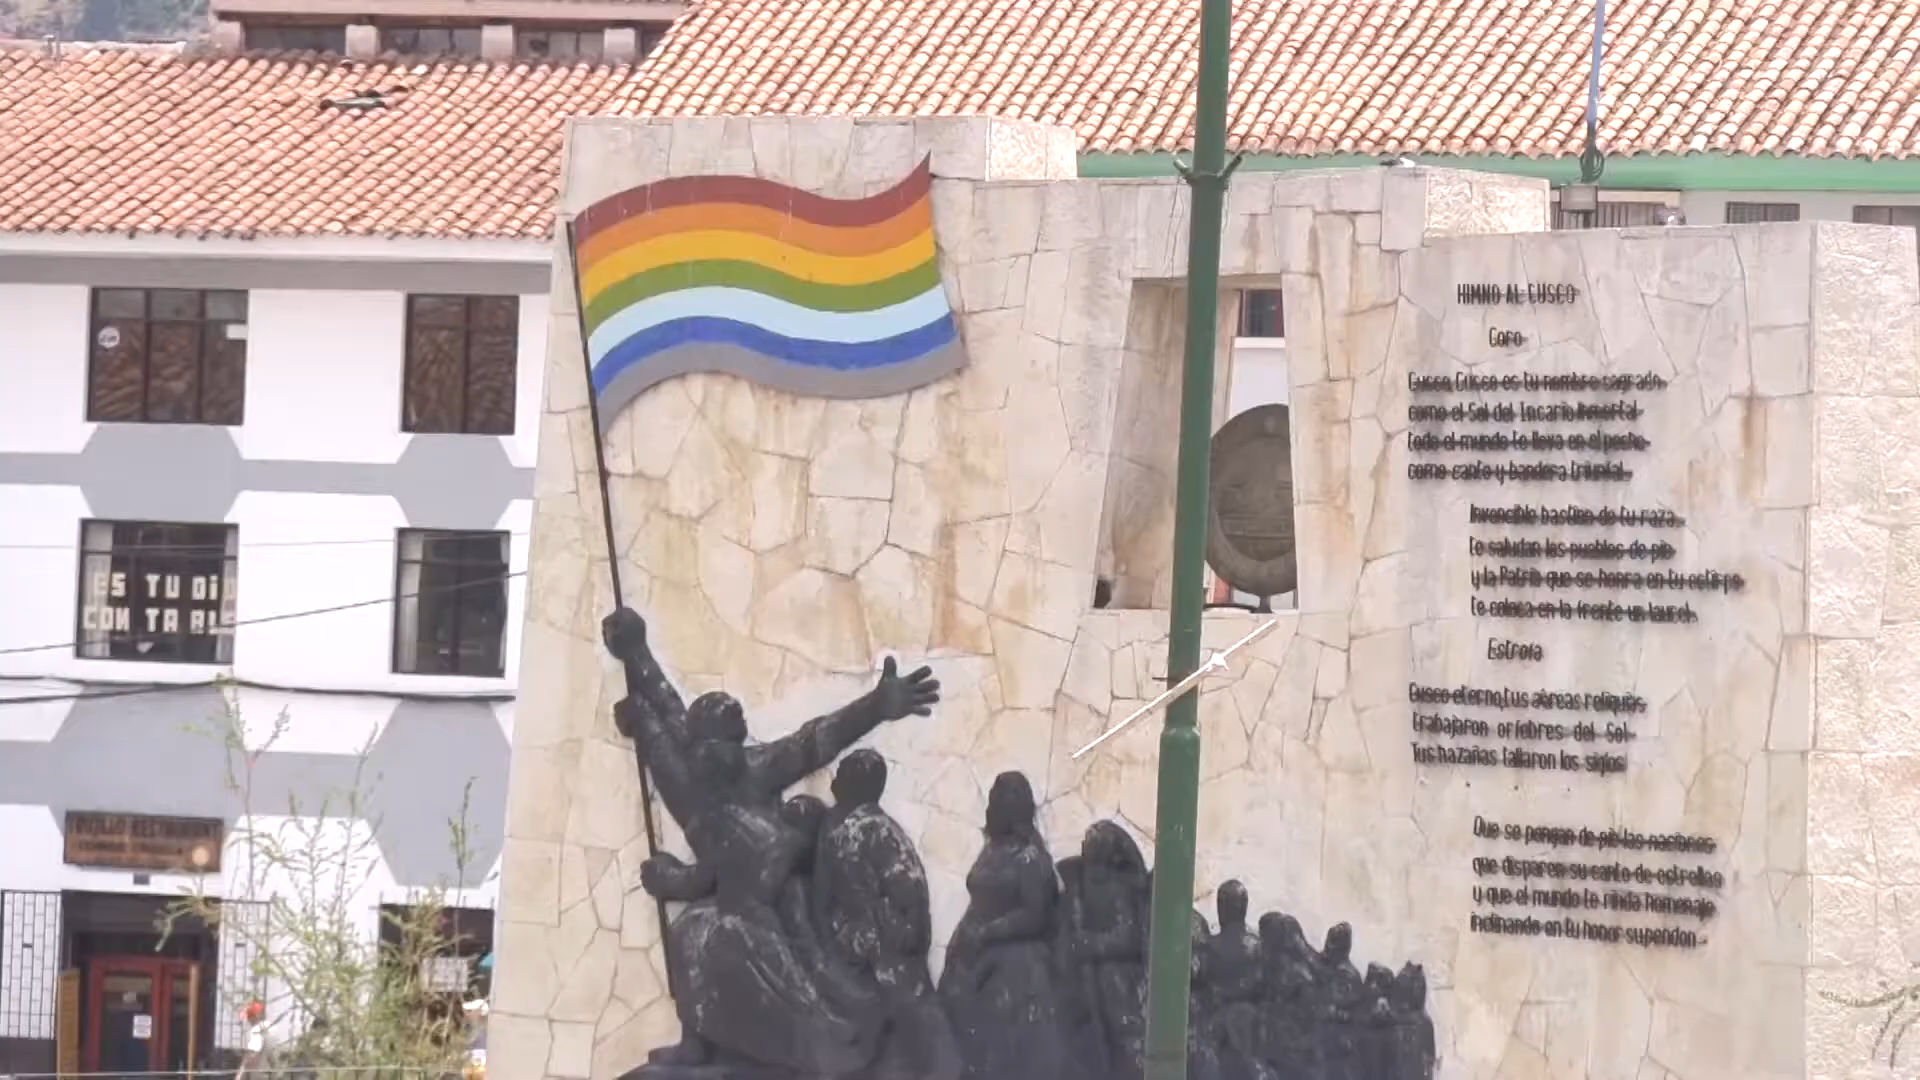 HIMNO AL CUSCO
Coro
Cusco, Cusco es tu nombre sagrado
como el Sol del Incario inmortal
todo el mundo te lleva en el pecho
como canto y bandera triunfal.
Invencible bastion de tu raza
te saludan los pueblos de pie
y la Patria que se honra en tu estirpe
te coloca en la frente un laurel.
Estrofa
Cusco eterno, tus aéreas reliquias
trabajaron orfebres del Sol
Tus hazañas tallaron los siglos
Que se pongan de pie las naciones
que disparen su canto de estrellas
y que el mundo te rinda homenaje
inclinando en tu honor su pendon
ES TU DÍ
CON TA
RESTAURANT